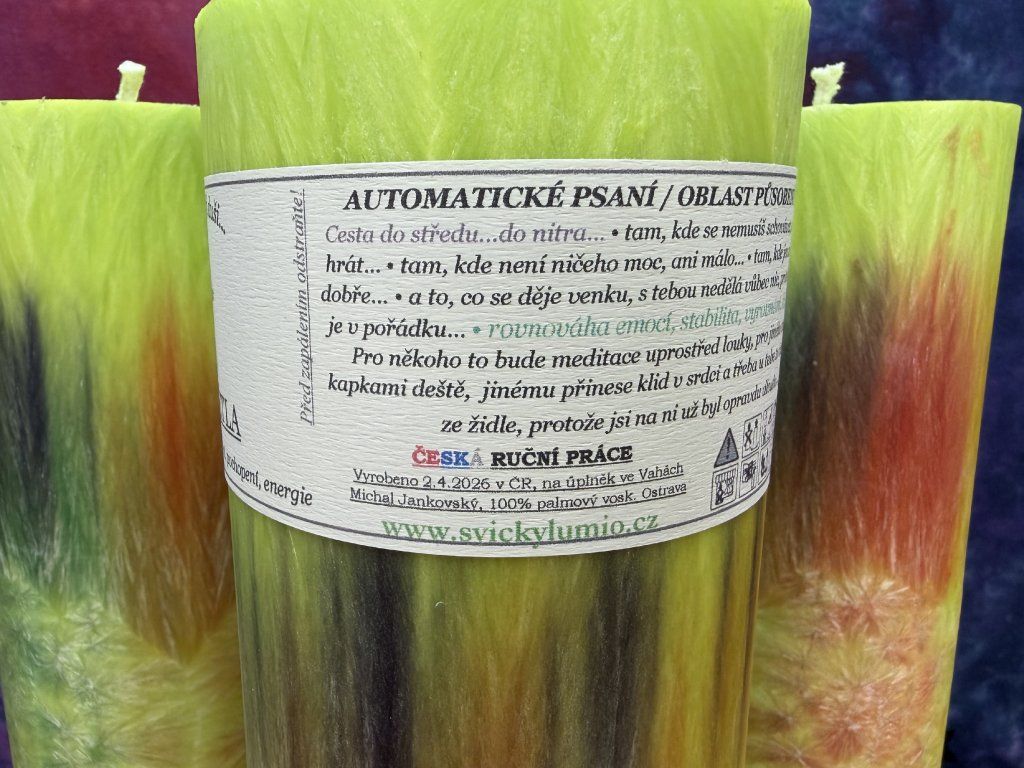 Před zapálením odstraňte!
TLA
energie
AUTOMATICKÉ PSANÍ / OBLAST
Cesta do středu...do nitra... • tam, kde se nemusíš
hrát... • tam, kde není ničeho moc, ani málo... • tam, kde
dobře... • a to, co se děje venku, s tebou nedělá vůbec nic,
je v pořádku... • rovnováha emocí, stabilita,
Pro někoho to bude meditace uprostřed louky, pro
kapkami deště, jinému přinese klid v srdci a třeba u
ze židle, protože jsi na ni už byl opravdu
ČESKÁ RUČNÍ PRÁCE
Vyrobeno 2.4.2026 v ČR, na úplněk ve Vahách
Michal Jankovský, 100% palmový vosk. Ostrava
www.svickylumio.cz